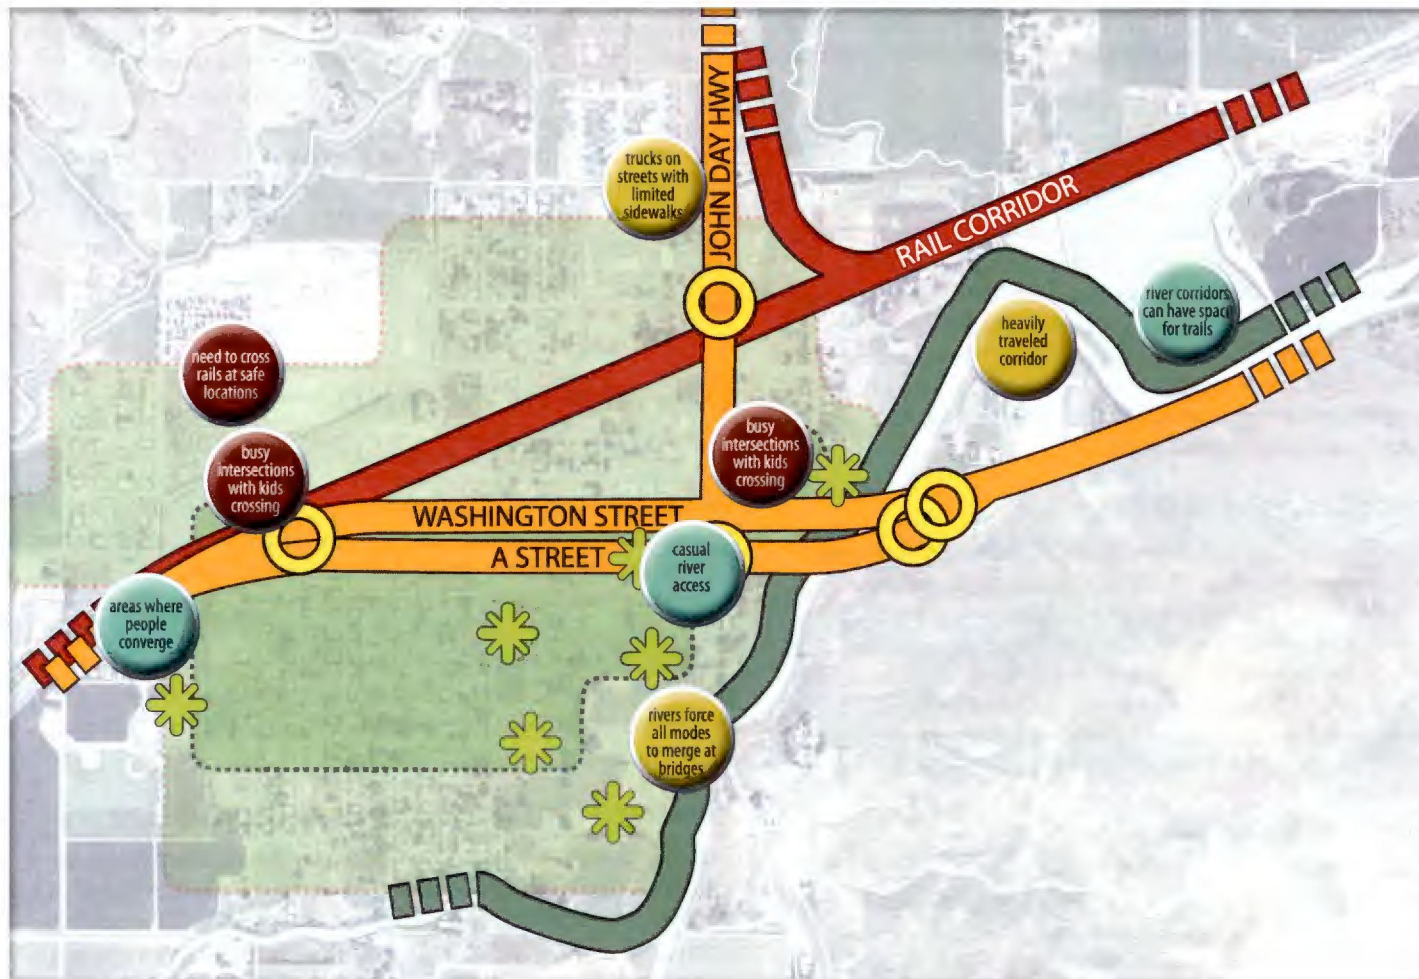 JOHN DAY HWY
trucks on
streets with
limited
sidewalks
RAIL CORRIDOR
river corridors
can have spac
for trails
heavily
traveled
corridor
need to cross
rails at safe
locations
busy
intersections
with kids
crossing
busy
intersections
with kids
crossing
WASHINGTON STREET
A STREET
casual
river
access
areas where
people
converge
rivers force
all modes
to merge at
bridges